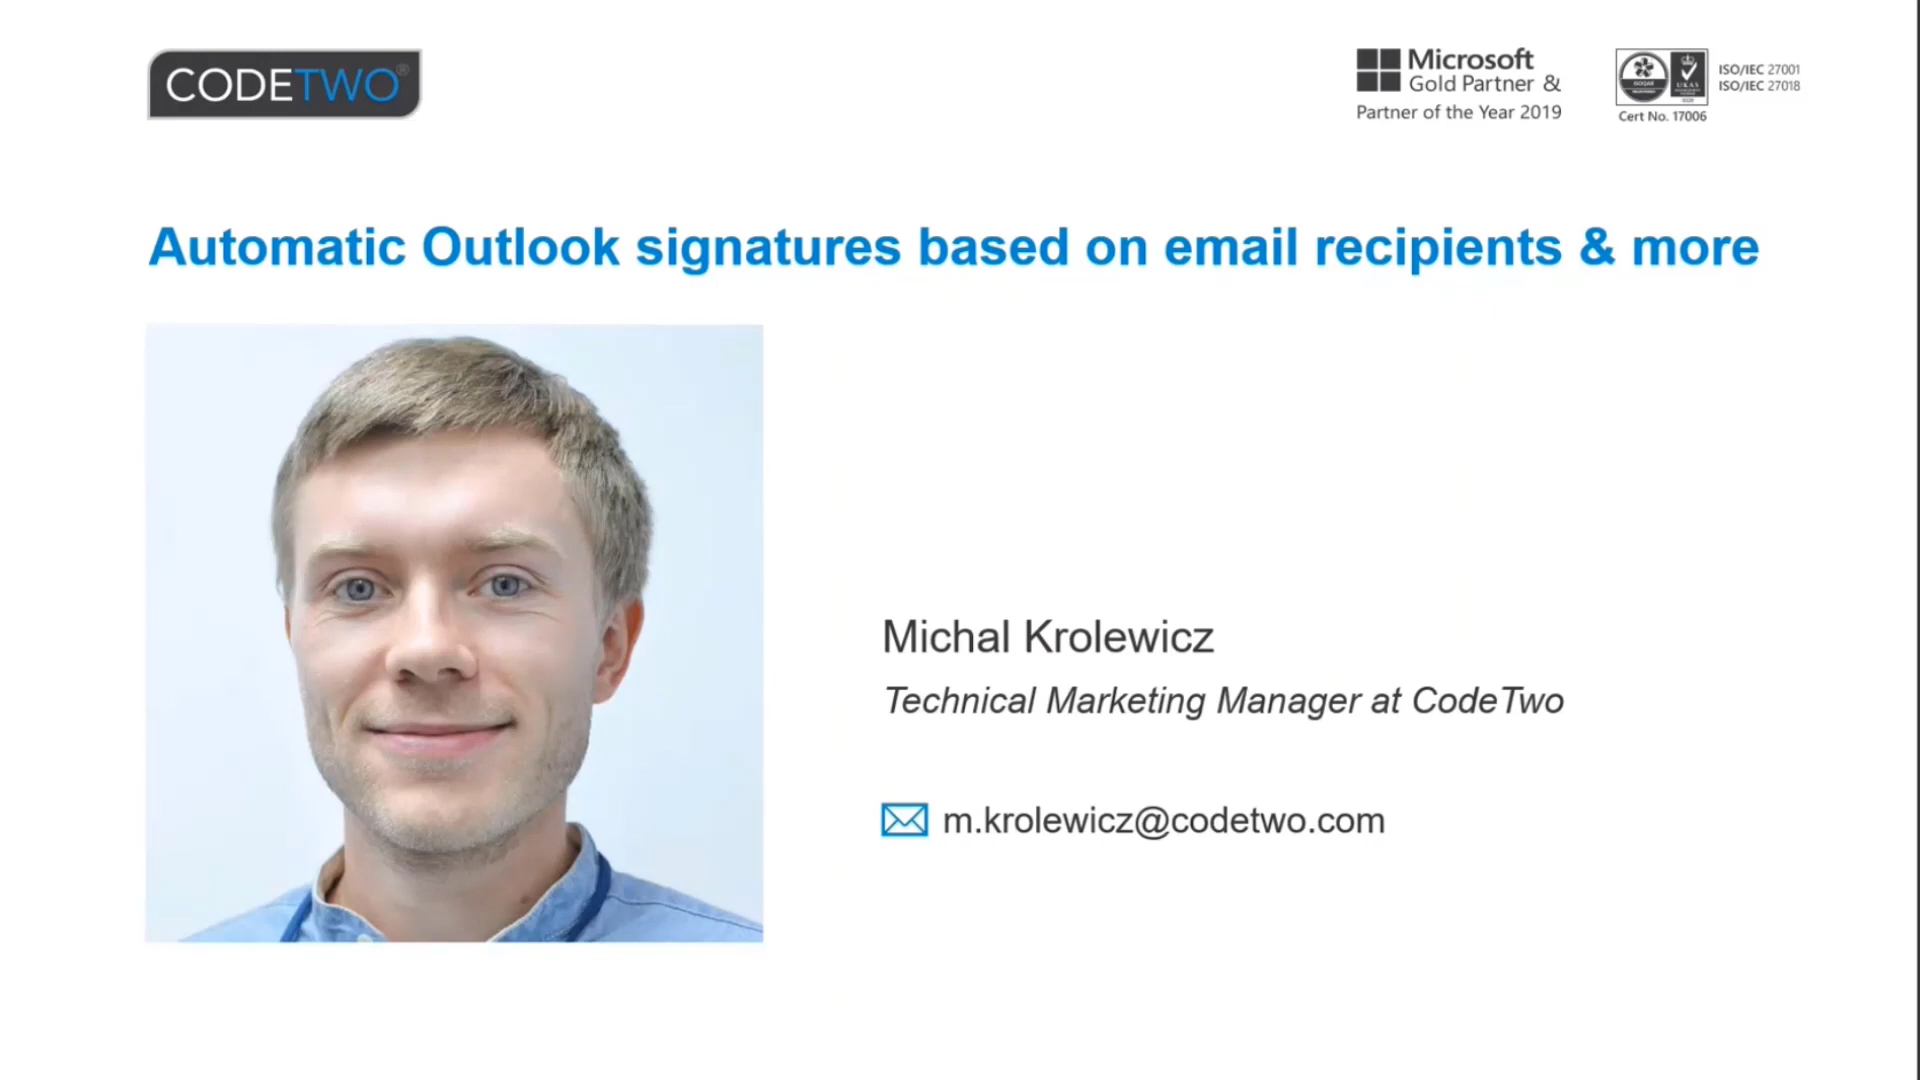 CODETWO®
Microsoft
Gold Partner &
Partner of the Year 2019
ISO/IEC 27001
ISO/IEC 27018
UKAS
Cert No. 17006
Automatic Outlook signatures based on email recipients & more
Michal Krolewicz
Technical Marketing Manager at CodeTwo
m.krolewicz@codetwo.com